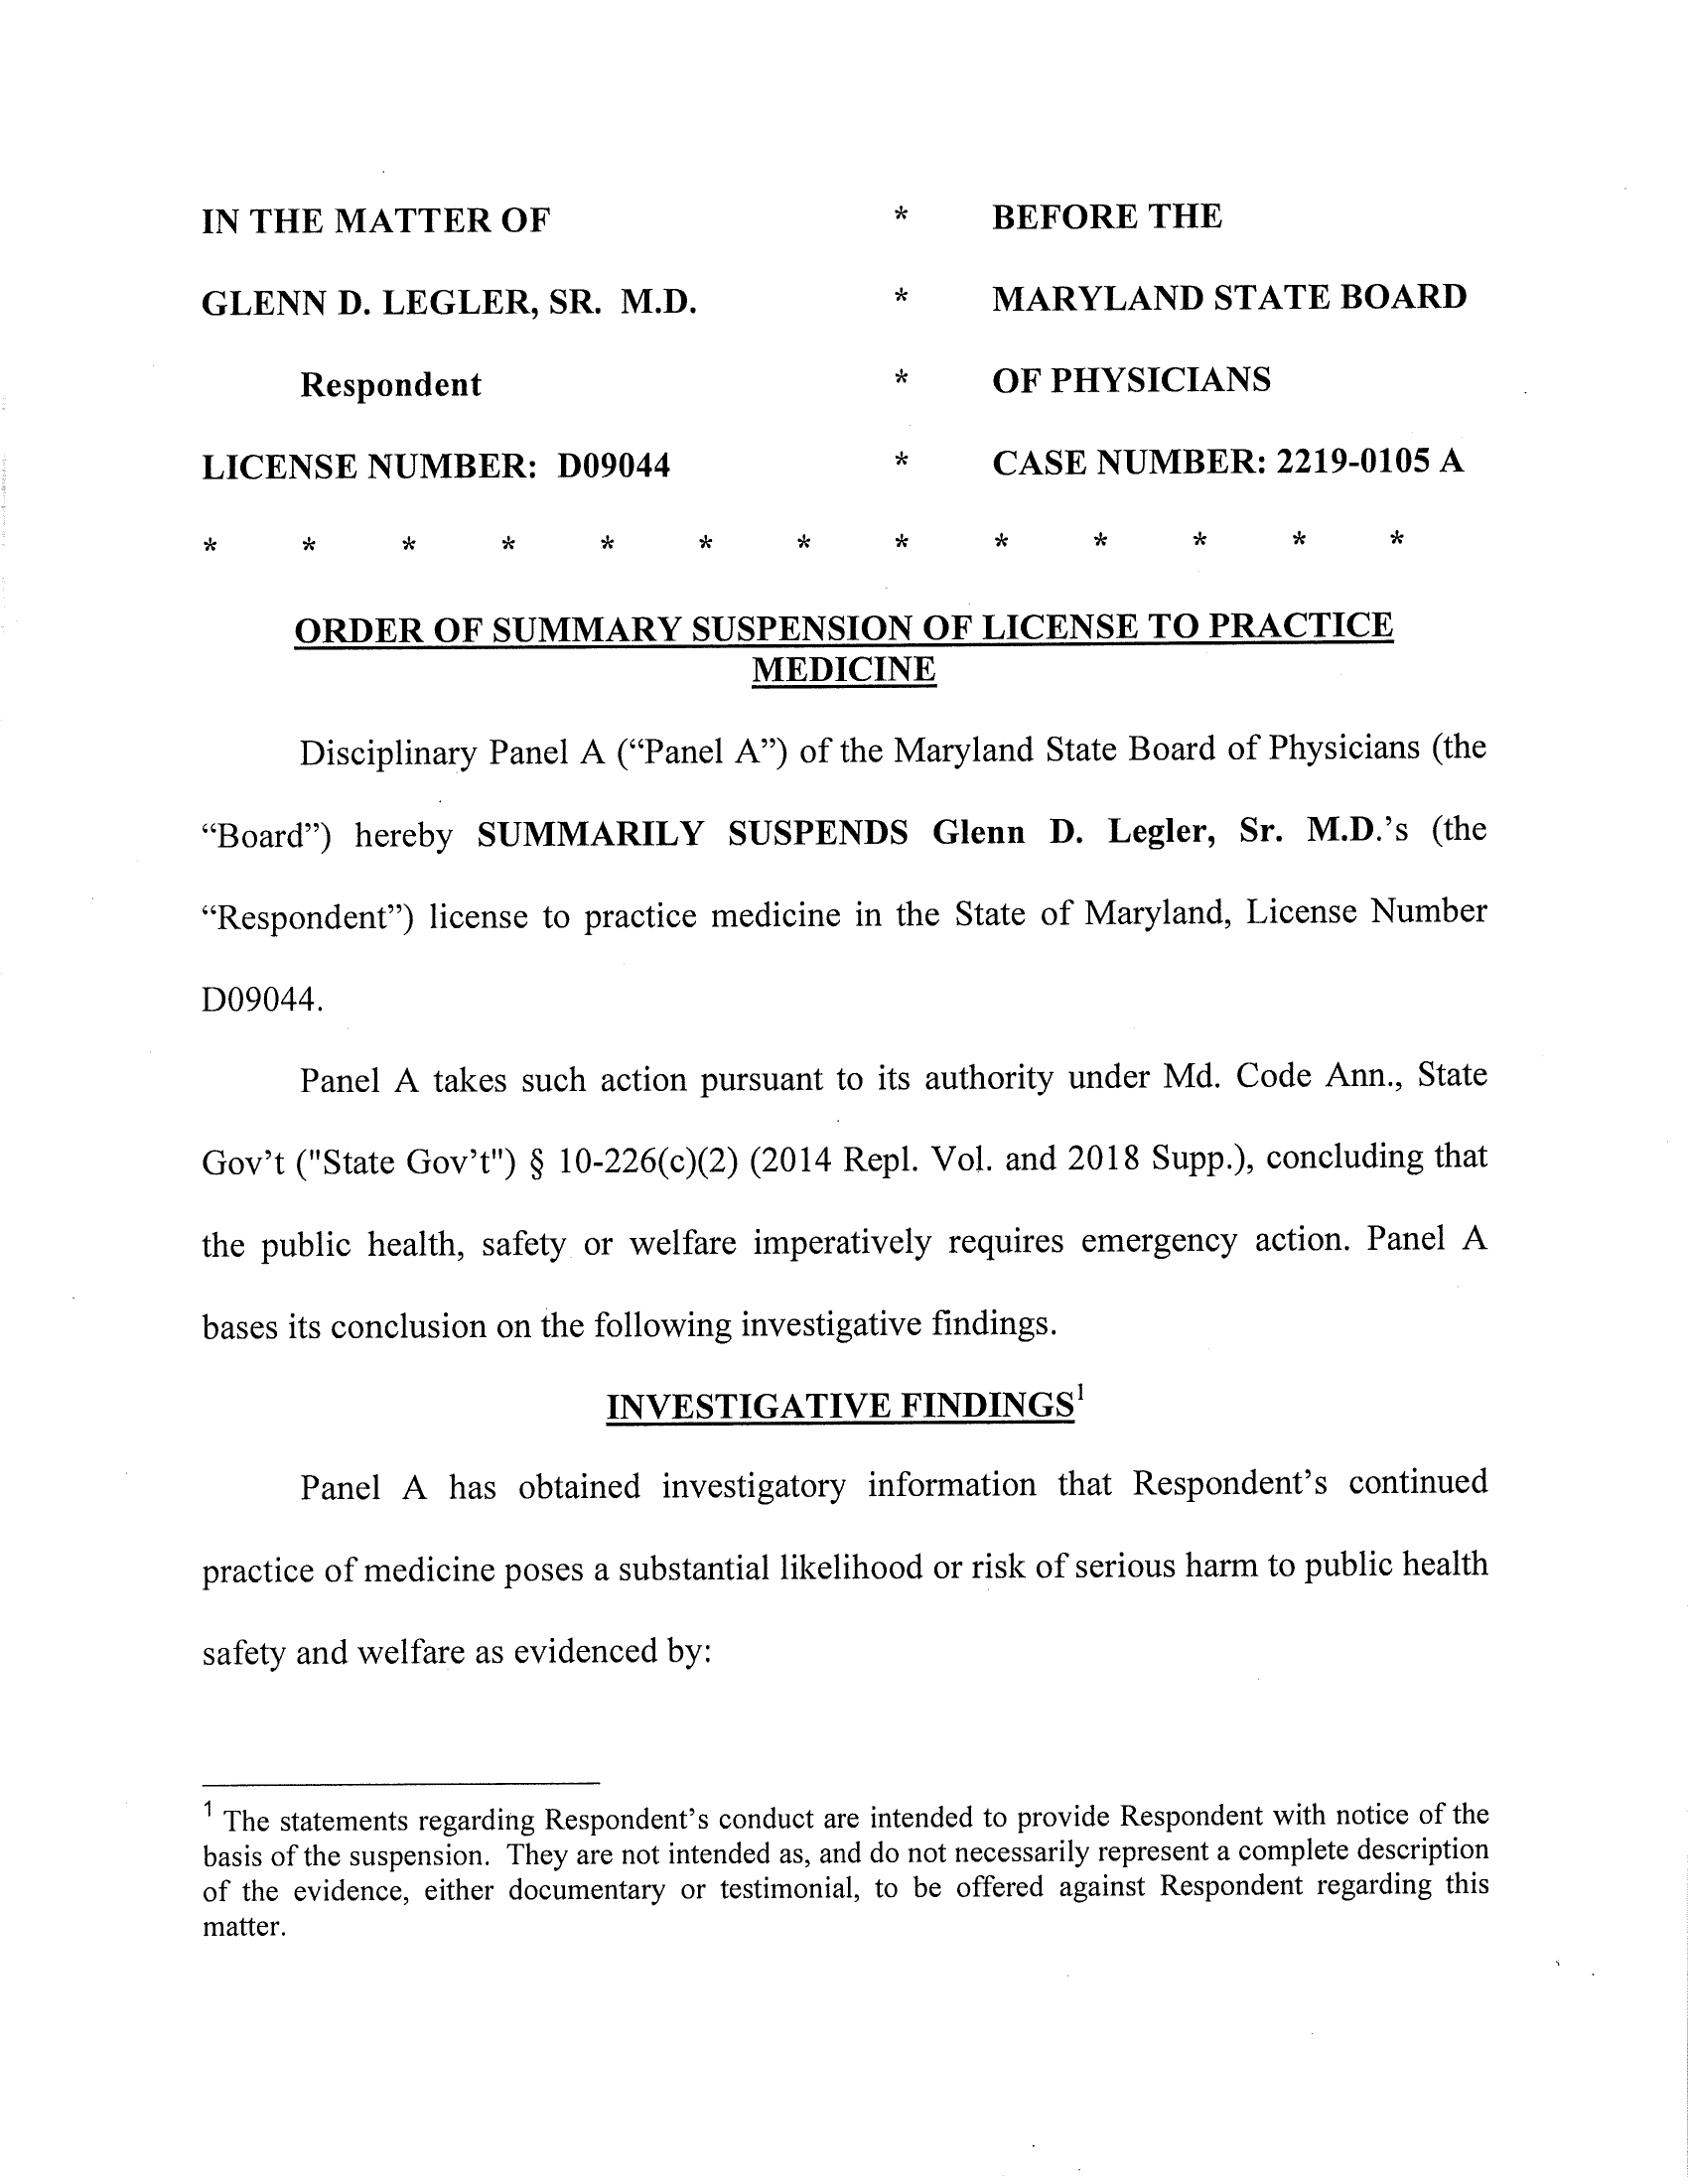 IN THE MATTER OF * BEFORE THE
GLENN D. LEGLER, SR. M.D. * MARYLAND STATE BOARD
Respondent * OF PHYSICIANS
LICENSE NUMBER: D09044 * CASE NUMBER: 2219-0105 A
* * * * * * * * * * * * *
ORDER OF SUMMARY SUSPENSION OF LICENSE TO PRACTICE
MEDICINE
Disciplinary Panel A (“Panel A”) of the Maryland State Board of Physicians (the
“Board”) hereby SUMMARILY SUSPENDS Glenn D. Legler, Sr. M.D.’s (the
“Respondent”) license to practice medicine in the State of Maryland, License Number
D09044.
Panel A takes such action pursuant to its authority under Md. Code Ann., State
Gov’t ("State Gov’t") § 10-226(c)(2) (2014 Repl. Vol. and 2018 Supp.), concluding that
the public health, safety or welfare imperatively requires emergency action. Panel A
bases its conclusion on the following investigative findings.
INVESTIGATIVE FINDINGS¹
Panel A has obtained investigatory information that Respondent’s continued
practice of medicine poses a substantial likelihood or risk of serious harm to public health
safety and welfare as evidenced by:
¹ The statements regarding Respondent’s conduct are intended to provide Respondent with notice of the
basis of the suspension. They are not intended as, and do not necessarily represent a complete description
of the evidence, either documentary or testimonial, to be offered against Respondent regarding this
matter.